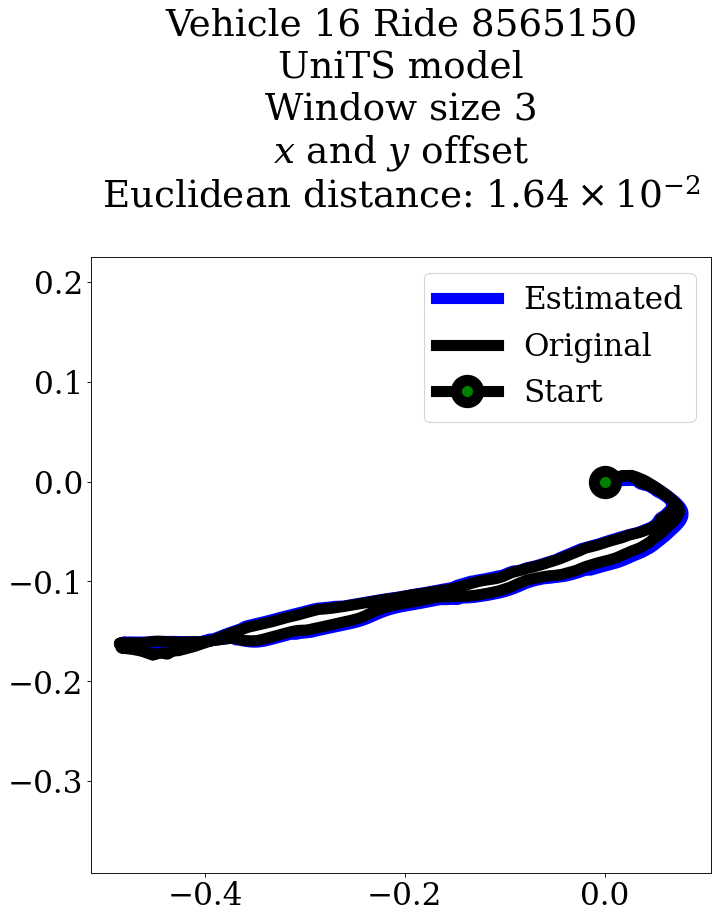 Vehicle 16 Ride 8565150
UniTS model
Window size 3
x and y offset
Euclidean distance: 1.64 × 10⁻²
Estimated
Original
Start
0.2
0.1
0.0
−0.1
−0.2
−0.3
−0.4
−0.2
0.0